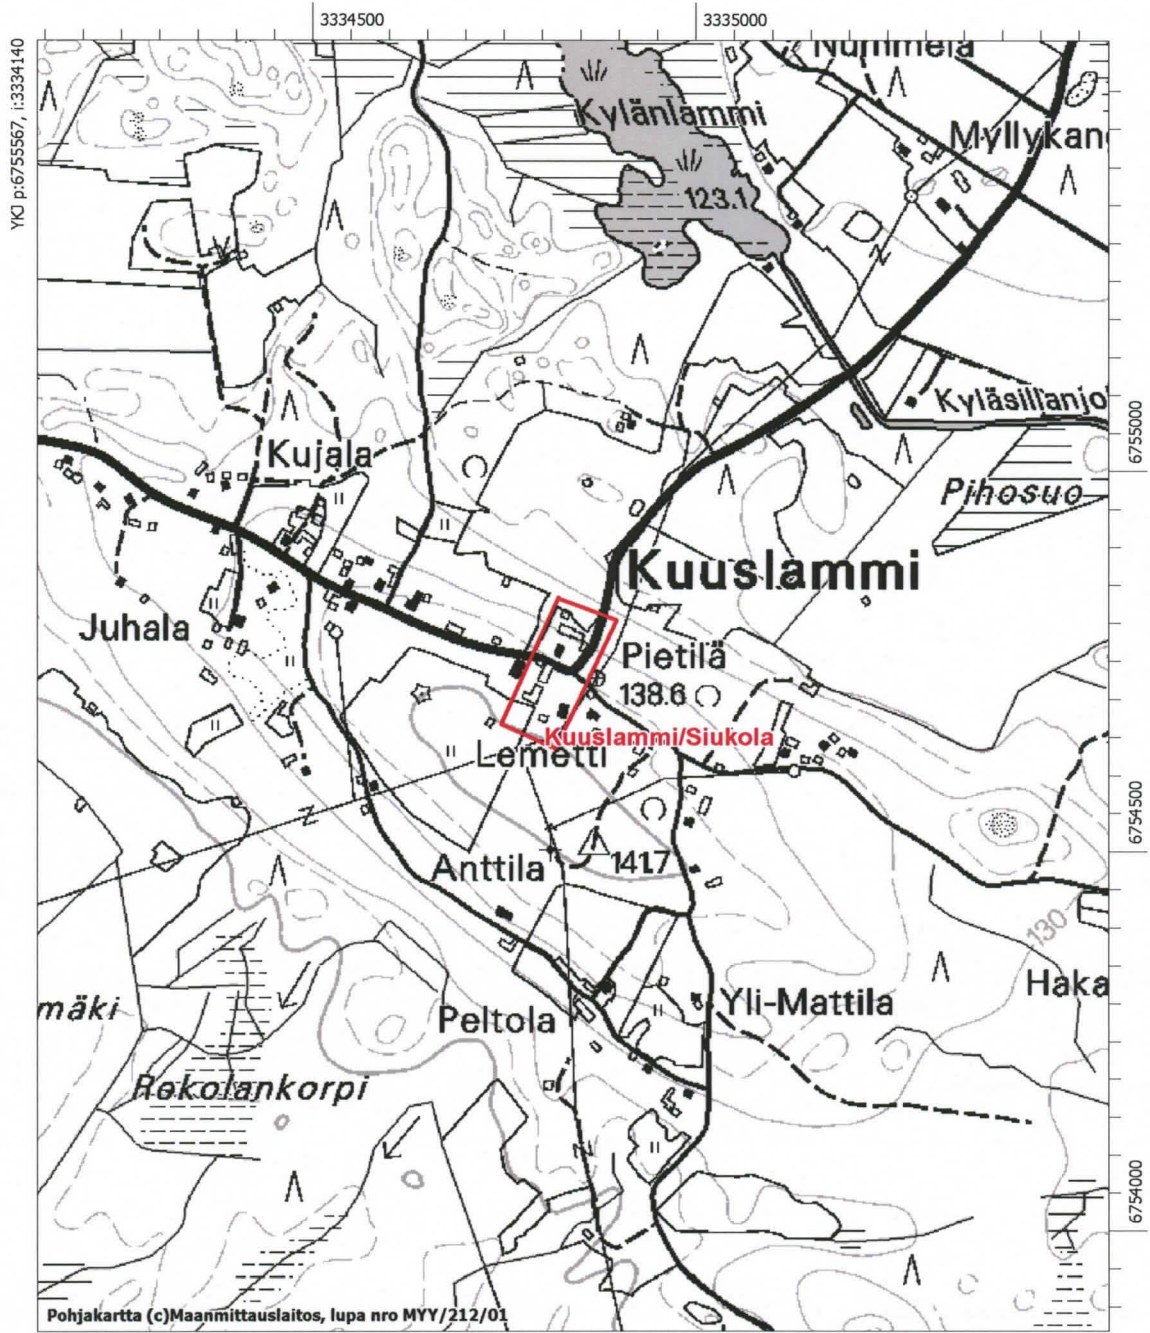 3334500
3335000
YKJ p:6755567, i:3334140
Nummela
Kylänlammi
Myllykan
123.1
N
Kyläsillanjo
6755000
Kujala
Pihosuo
Kuuslammi
Juhala
Pietilä
138.6
Kuuslammi/Siukola
Lemetti
N
6754500
Anttila
141.7
130
Haka
mäki
Peltola
Yli-Mattila
Rekolankorpi
N
6754000
Pohjakartta (c)Maanmittauslaitos, lupa nro MYY/212/01